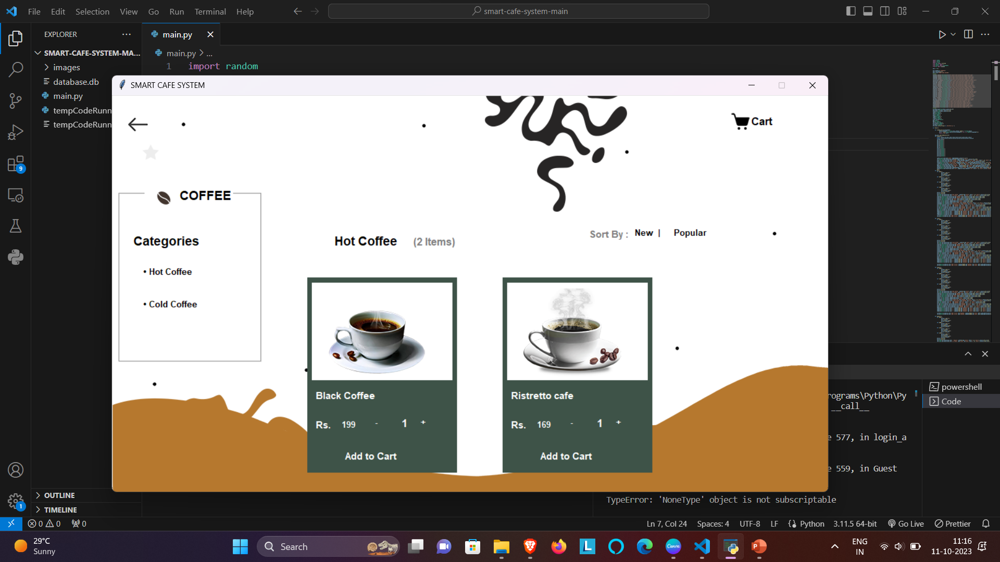 File Edit Selection View Go Run Terminal Help
smart-cafe-system-main
EXPLORER
main.py
SMART-CAFE-SYSTEM-MA...
main.py > ...
images
1 import random
database.db
main.py
tempCodeRunn
tempCodeRunn
SMART CAFE SYSTEM
Cart
COFFEE
Categories
• Hot Coffee
• Cold Coffee
Hot Coffee (2 Items)
Sort By : New | Popular
Black Coffee
Rs. 199 - 1 +
Add to Cart
Ristretto cafe
Rs. 169 - 1 +
Add to Cart
9
rograms\Python\Py
__call__
e 577, in login_a
e 559, in Guest
TypeError: 'NoneType' object is not subscriptable
powershell
Code
OUTLINE
TIMELINE
1
0 0 0
Ln 7, Col 24 Spaces: 4 UTF-8 LF Python 3.11.5 64-bit Go Live Prettier
29°C
Sunny
Search
L
Canva
P
ENG
IN
11:16
11-10-2023